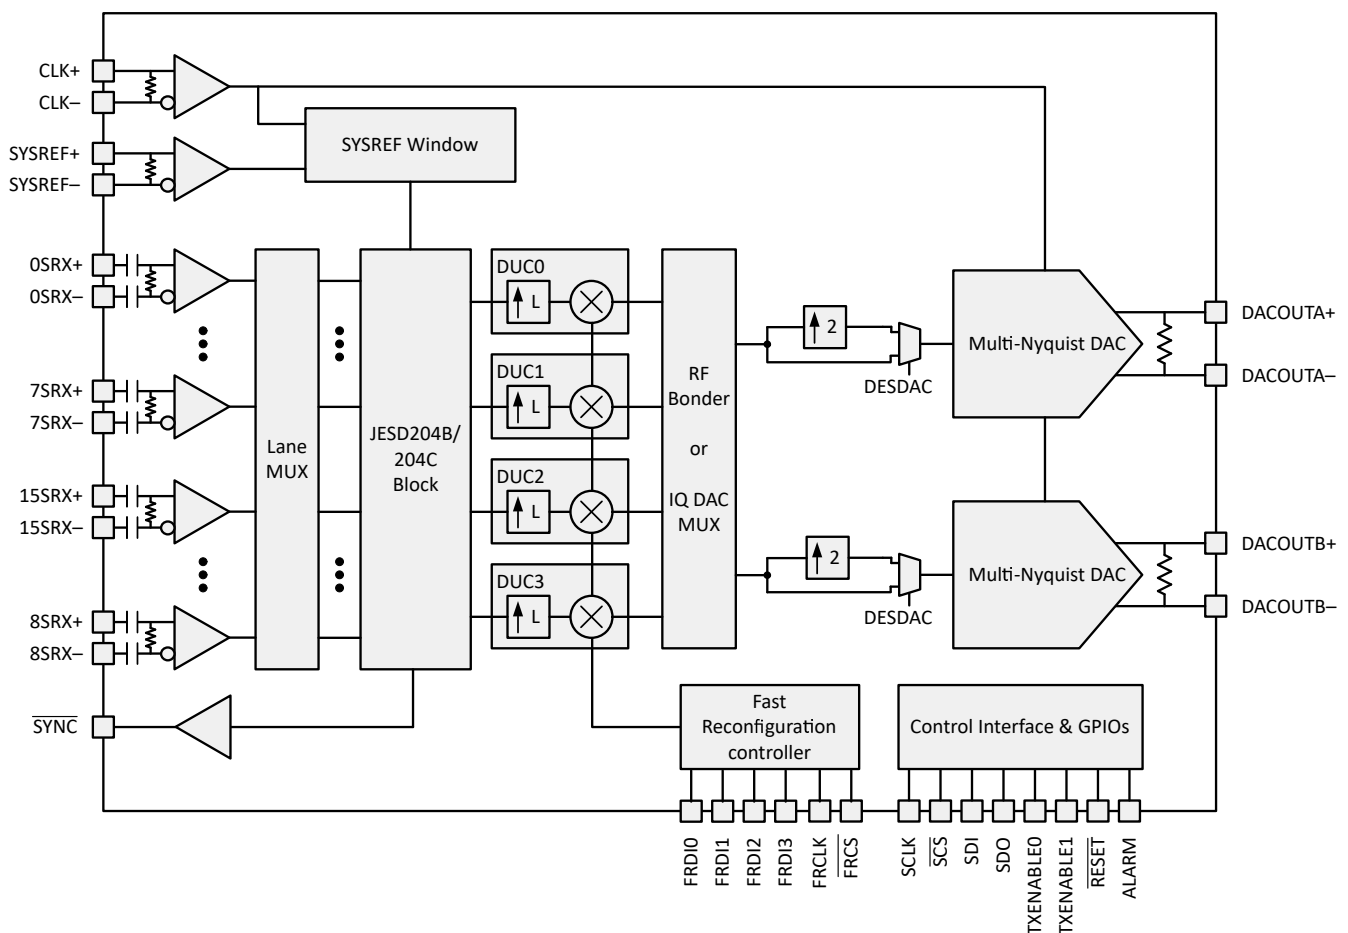 CLK+
CLK–
SYSREF+
SYSREF–
SYSREF Window
0SRX+
0SRX–
7SRX+
7SRX–
15SRX+
15SRX–
8SRX+
8SRX–
SYNC
Lane
MUX
JESD204B/
204C
Block
DUC0
L
DUC1
L
DUC2
L
DUC3
L
RF
Bonder
or
IQ DAC
MUX
2
DESDAC
Multi-Nyquist DAC
DACOUTA+
DACOUTA–
2
DESDAC
Multi-Nyquist DAC
DACOUTB+
DACOUTB–
Fast
Reconfiguration
controller
Control Interface & GPIOs
FRDI0
FRDI1
FRDI2
FRDI3
FRCLK
FRCS
SCLK
SCS
SDI
SDO
TXENABLE0
TXENABLE1
RESET
ALARM